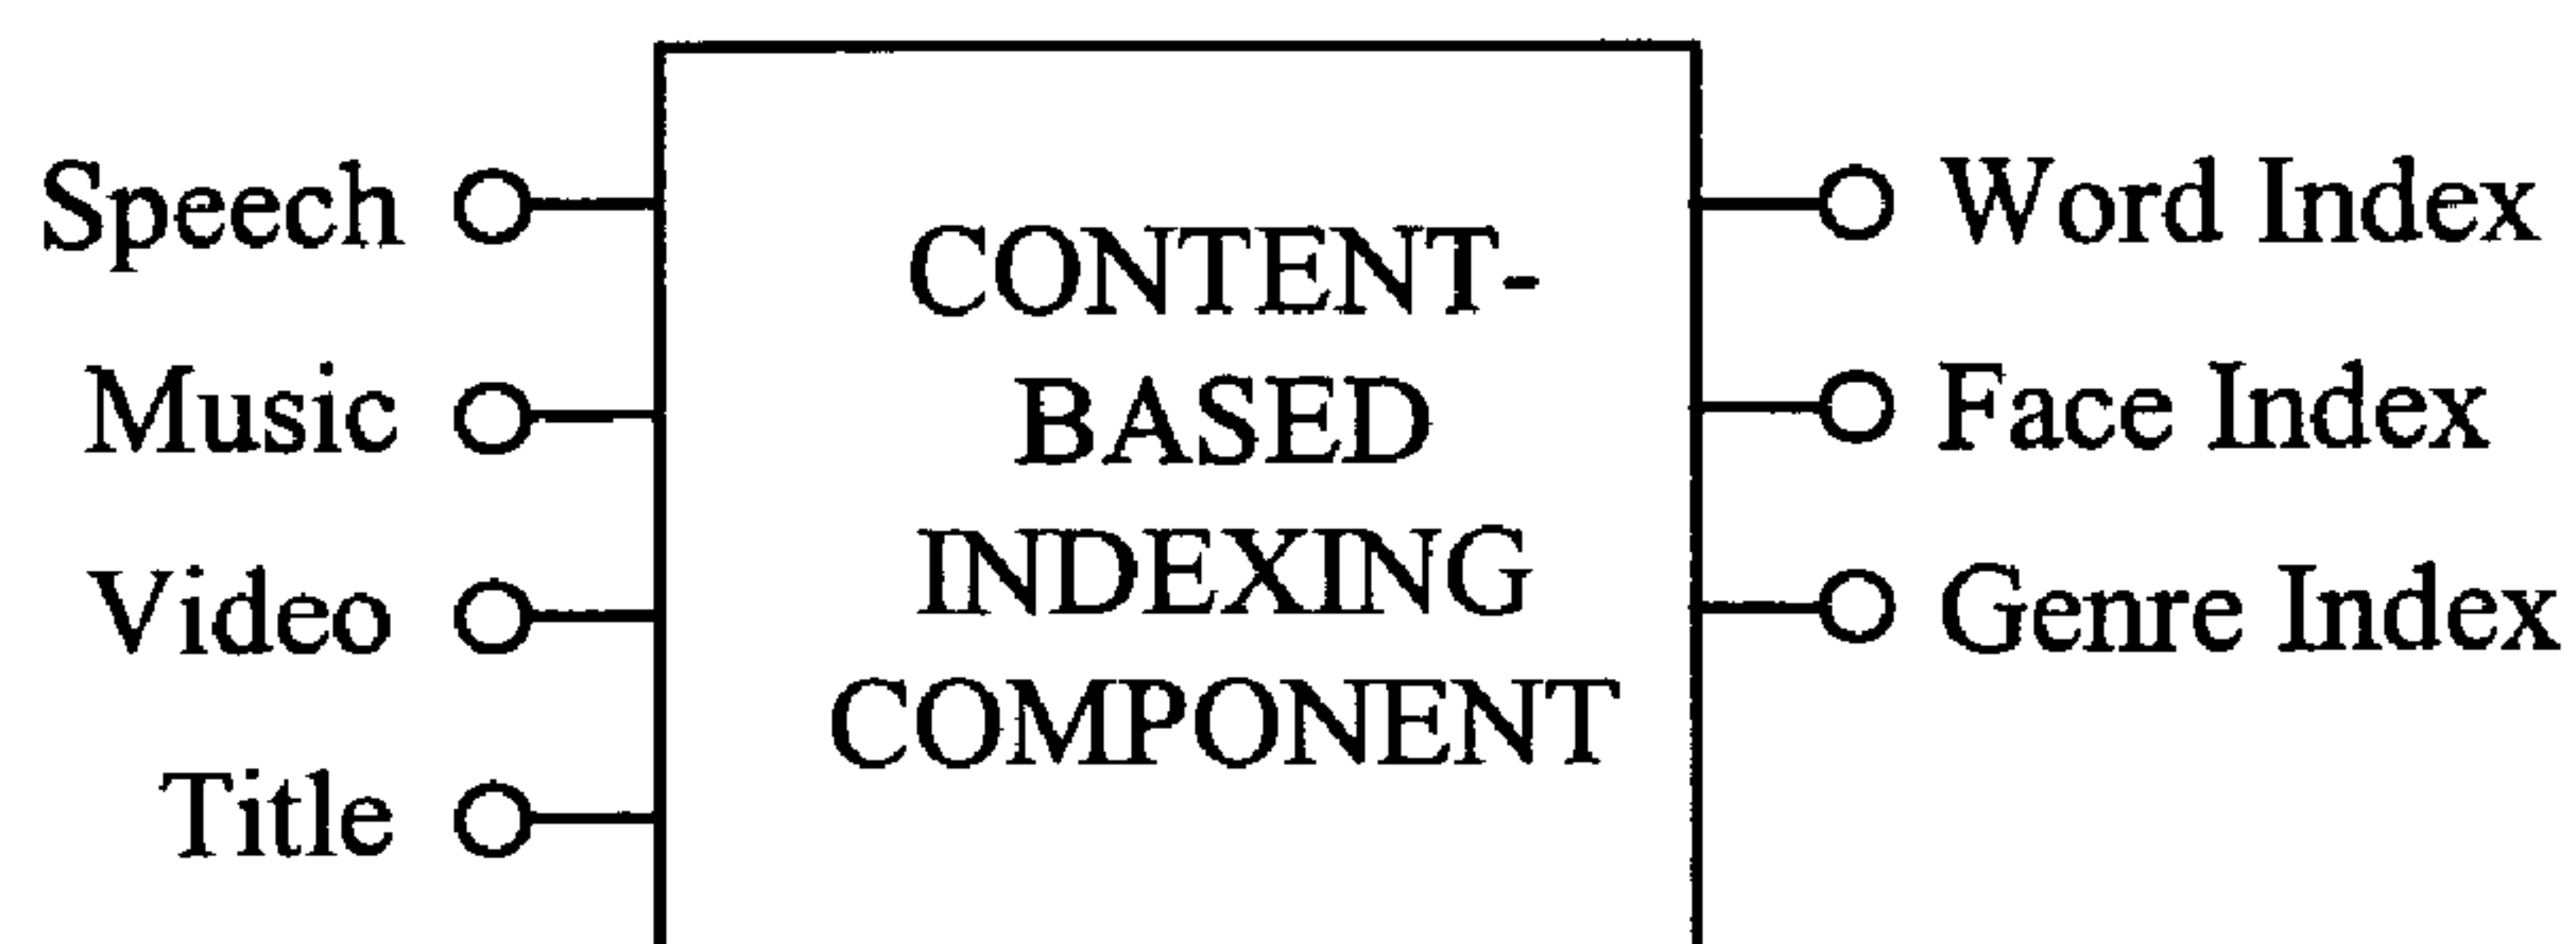 Speech
Music
Video
Title
CONTENT-
BASED
INDEXING
COMPONENT
Word Index
Face Index
Genre Index